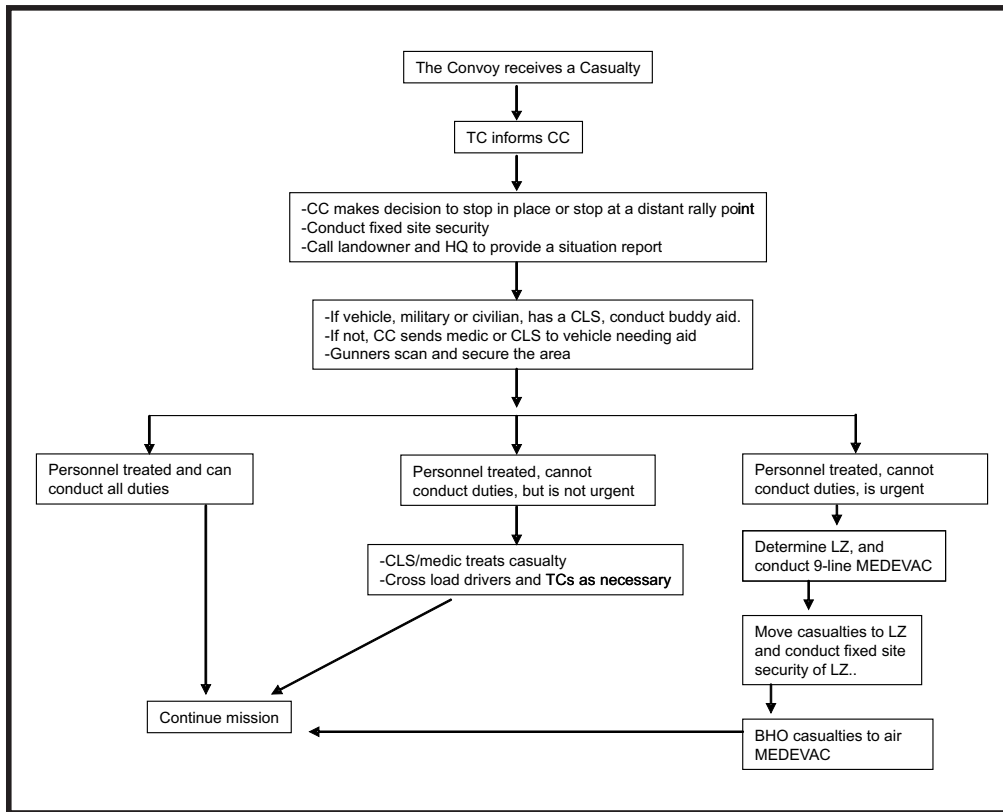 The Convoy receives a Casualty
TC informs CC
-CC makes decision to stop in place or stop at a distant rally point
-Conduct fixed site security
-Call landowner and HQ to provide a situation report
-If vehicle, military or civilian, has a CLS, conduct buddy aid.
-If not, CC sends medic or CLS to vehicle needing aid
-Gunners scan and secure the area
Personnel treated and can
conduct all duties
Personnel treated, cannot
conduct duties, but is not urgent
Personnel treated, cannot
conduct duties, is urgent
-CLS/medic treats casualty
-Cross load drivers and TCs as necessary
Determine LZ, and
conduct 9-line MEDEVAC
Move casualties to LZ
and conduct fixed site
security of LZ..
BHO casualties to air
MEDEVAC
Continue mission